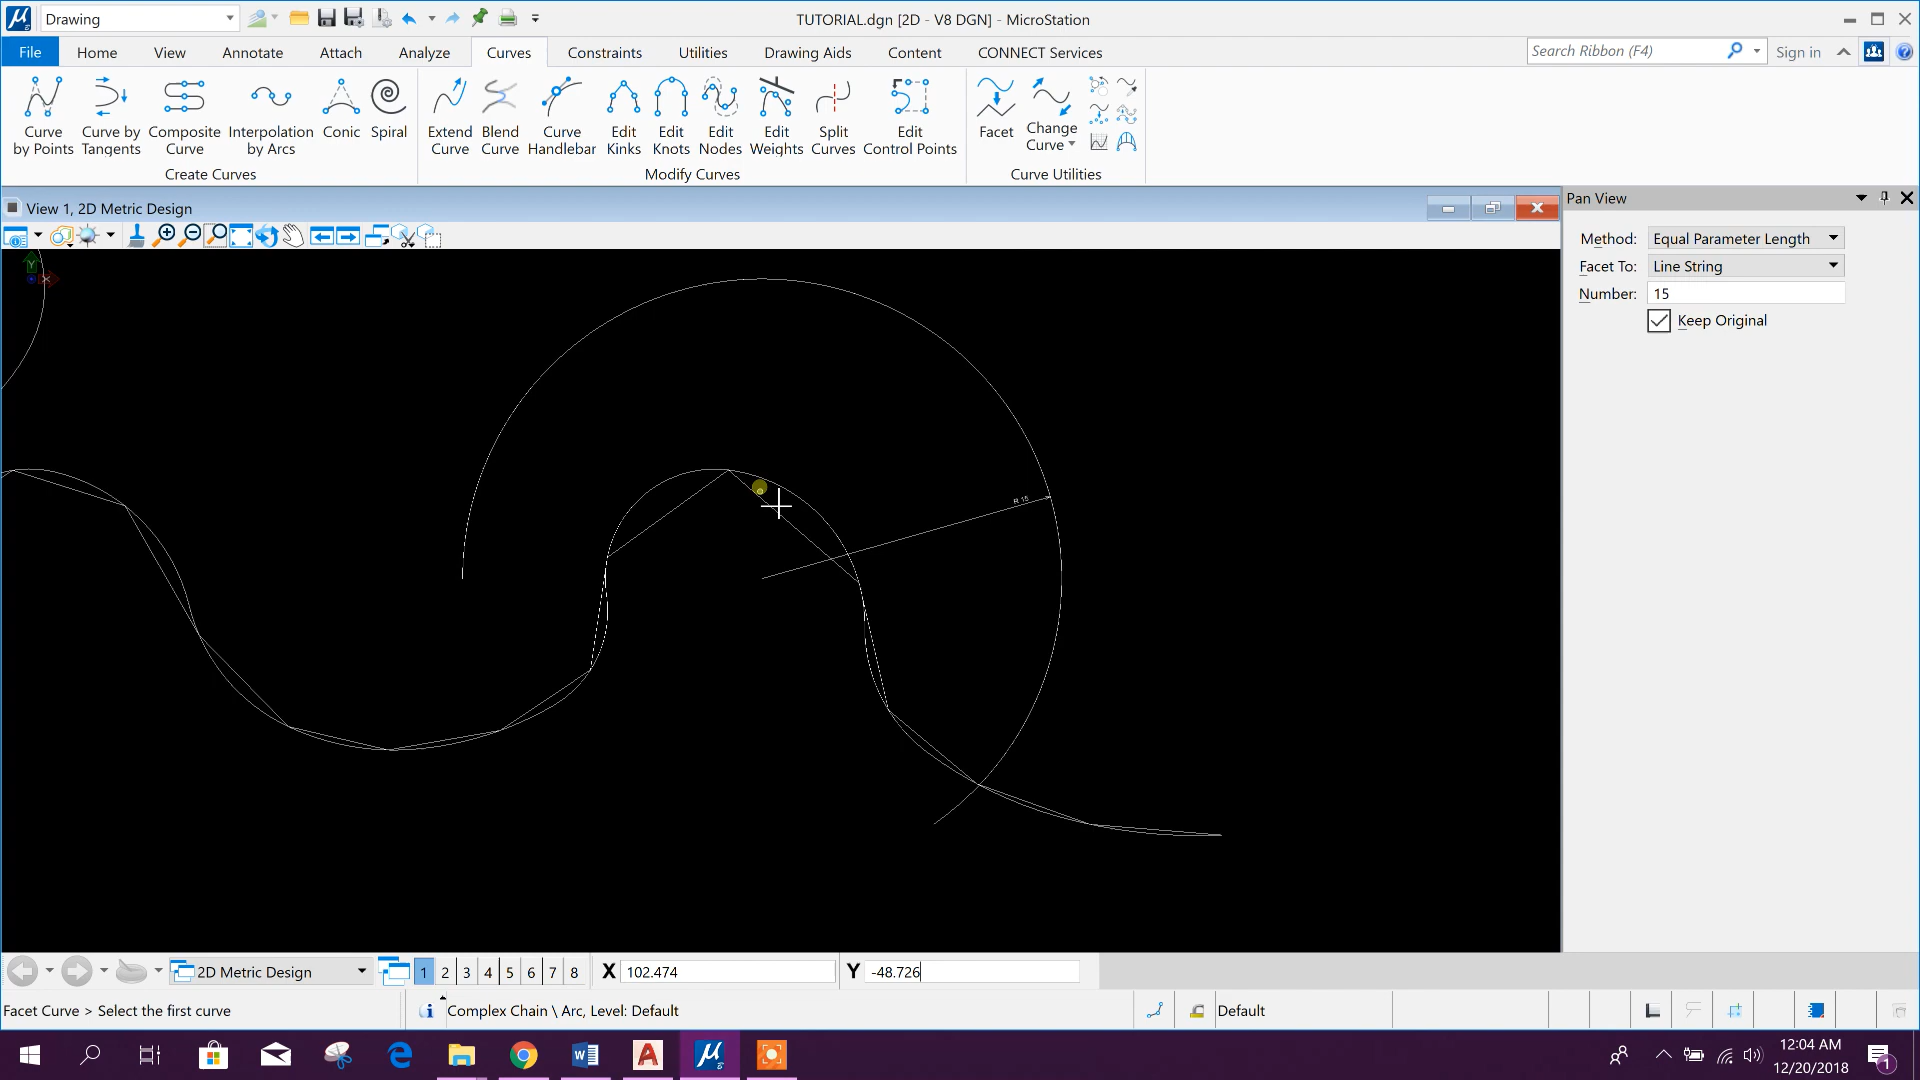 Drawing
TUTORIAL.dgn [2D - V8 DGN] - MicroStation
File Home View Annotate Attach Analyze Curves Constraints Utilities Drawing Aids Content CONNECT Services
Search Ribbon (F4)
Sign in
Curve by Points
Curve by Tangents
Composite Curve
Interpolation by Arcs
Conic
Spiral
Create Curves
Extend Curve
Blend Curve
Curve Handlebar
Edit Kinks
Edit Knots
Edit Nodes
Edit Weights
Split Curves
Edit Control Points
Modify Curves
Facet
Change Curve
Curve Utilities
View 1, 2D Metric Design
Pan View
Method: Equal Parameter Length
Facet To: Line String
Number: 15
Keep Original
Y
X
R 15
2D Metric Design
1 2 3 4 5 6 7 8
X 102.474
Y -48.726
Facet Curve > Select the first curve
Complex Chain \ Arc, Level: Default
Default
12:04 AM
12/20/2018
1